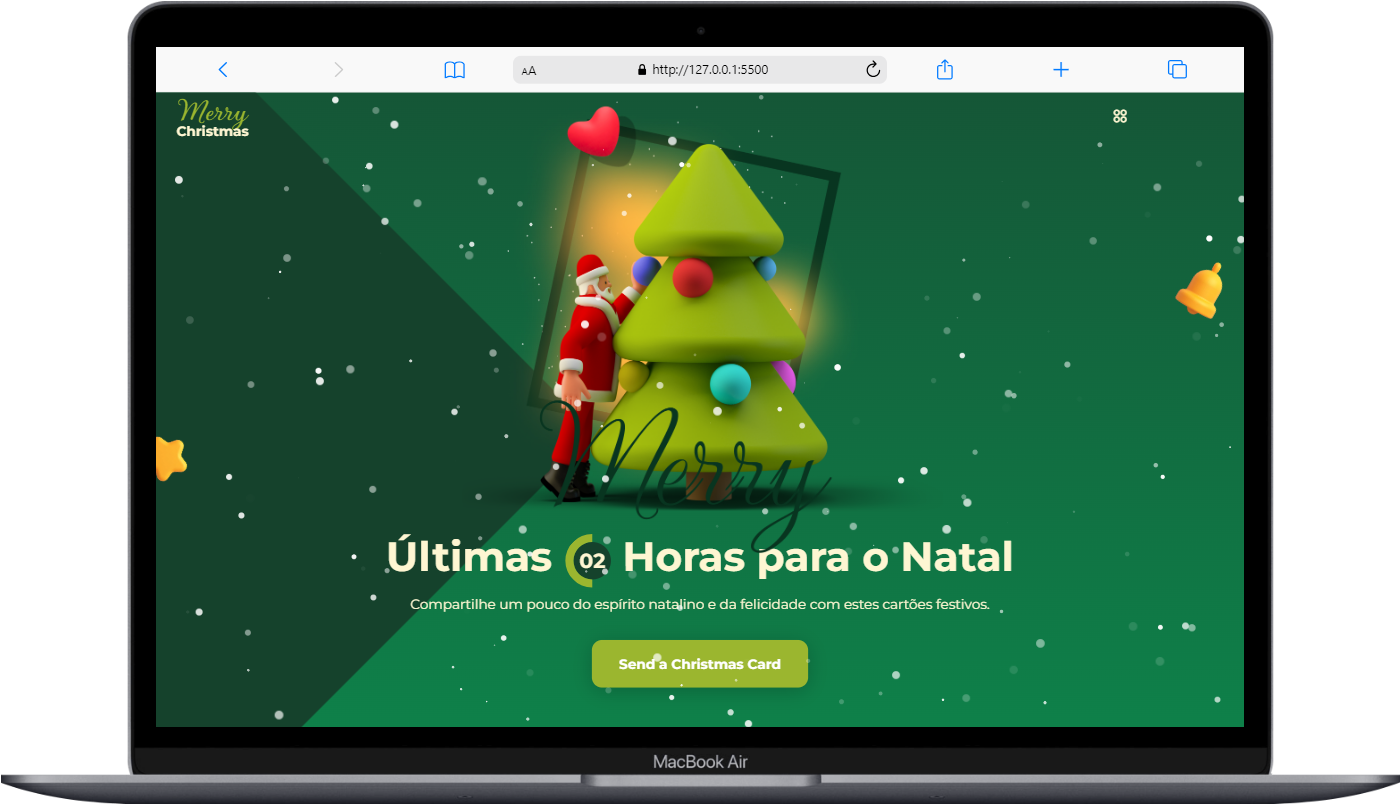 AA
http://127.0.0.1:5500
Merry
Christmas
Merry
Últimas 02 Horas para o Natal
Compartilhe um pouco do espírito natalino e da felicidade com estes cartões festivos.
Send a Christmas Card
MacBook Air